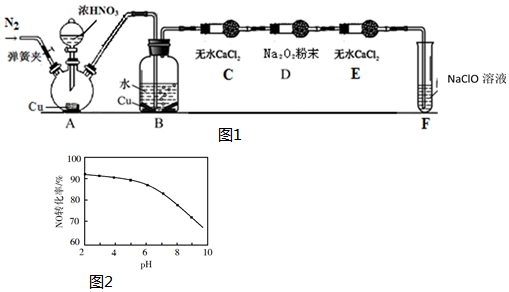 N₂
浓HNO₃
弹簧夹
Cu
A
水
Cu
B
无水CaCl₂
C
Na₂O₂粉末
D
无水CaCl₂
E
NaClO 溶液
F
图1
NO转化率/%
100
90
80
70
60
2 4 6 8 10
pH
图2